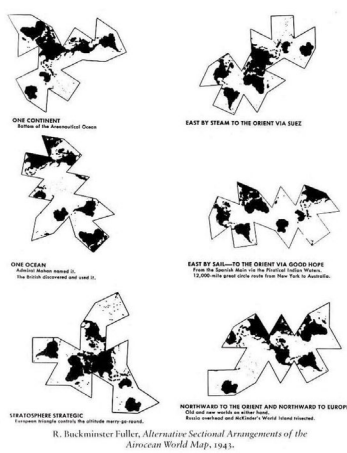 ONE CONTINENT
Bottom of the Aeronautical Ocean
EAST BY STEAM TO THE ORIENT VIA SUEZ
ONE OCEAN
Admiral Mahan named it.
The British discovered and used it.
EAST BY SAIL—TO THE ORIENT VIA GOOD HOPE
From the Spanish Main via the Piratical Indian Waters.
12,000-mile great circle route from New York to Australia.
STRATOSPHERE STRATEGIC
European triangle controls the altitude merry-go-round.
NORTHWARD TO THE ORIENT AND NORTHWARD TO EUROP
Old and new worlds on either hand,
Russia overhead and McKinder's World Island trisected.
R. Buckminster Fuller, Alternative Sectional Arrangements of the
Airocean World Map, 1943.